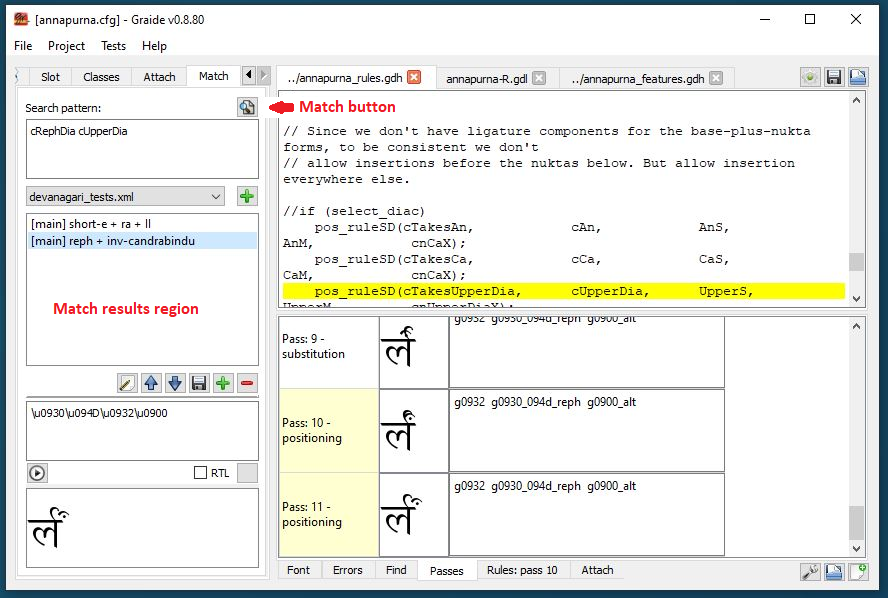 [annapurna.cfg] - Graide v0.8.80
File Project Tests Help
Slot Classes Attach Match
Search pattern:
Match button
cRephDia cUpperDia
devanagari_tests.xml
[main] short-e + ra + ll
[main] reph + inv-candrabindu
Match results region
\u0930\u094D\u0932\u0900
RTL
र्लऀ
../annapurna_rules.gdh annapurna-R.gdl ../annapurna_features.gdh
// Since we don't have ligature components for the base-plus-nukta
forms, to be consistent we don't
// allow insertions before the nuktas below. But allow insertion
everywhere else.
//if (select_diac)
pos_ruleSD(cTakesAn, cAn, AnS,
AnM, cnCaX);
pos_ruleSD(cTakesCa, cCa, CaS,
CaM, cnCaX);
pos_ruleSD(cTakesUpperDia, cUpperDia, UpperS,
UpperM, cnUpperDiaX);
Pass: 9 -
substitution
र्लऀ
g0932 g0930_094d_reph g0900_alt
Pass: 10 -
positioning
र्लऀ
g0932 g0930_094d_reph g0900_alt
Pass: 11 -
positioning
र्लऀ
g0932 g0930_094d_reph g0900_alt
Font Errors Find Passes Rules: pass 10 Attach